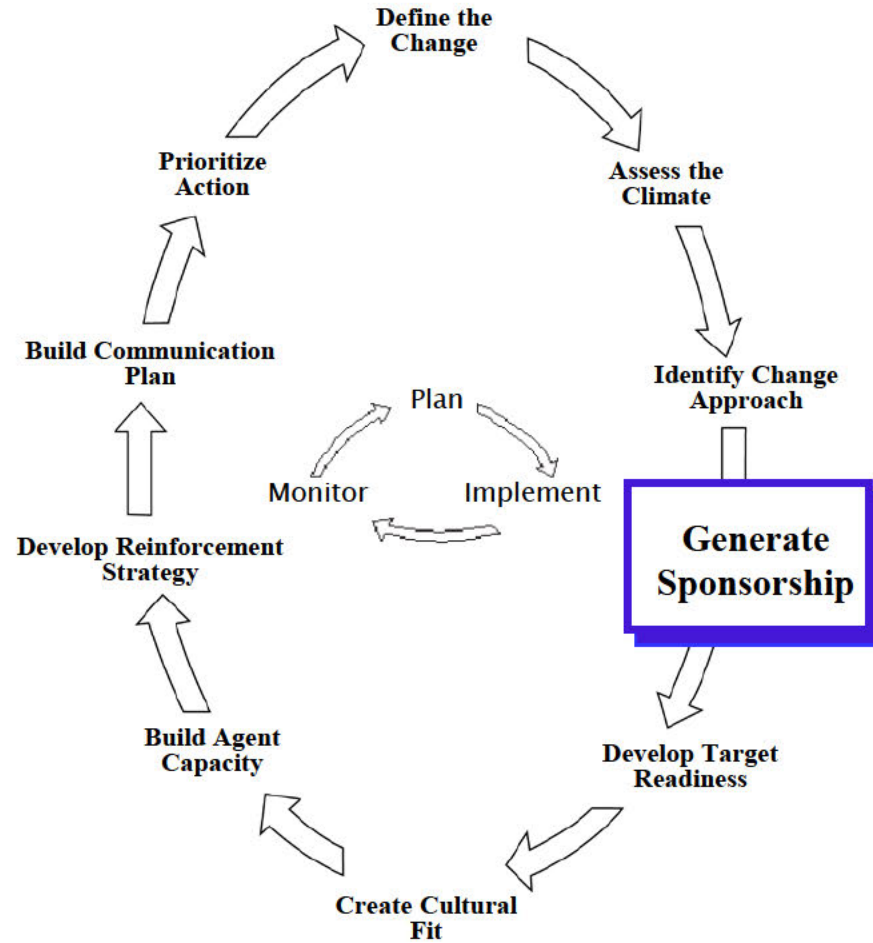 Define the
Change
Assess the
Climate
Identify Change
Approach
Generate
Sponsorship
Develop Target
Readiness
Create Cultural
Fit
Build Agent
Capacity
Develop Reinforcement
Strategy
Build Communication
Plan
Prioritize
Action
Plan
Implement
Monitor